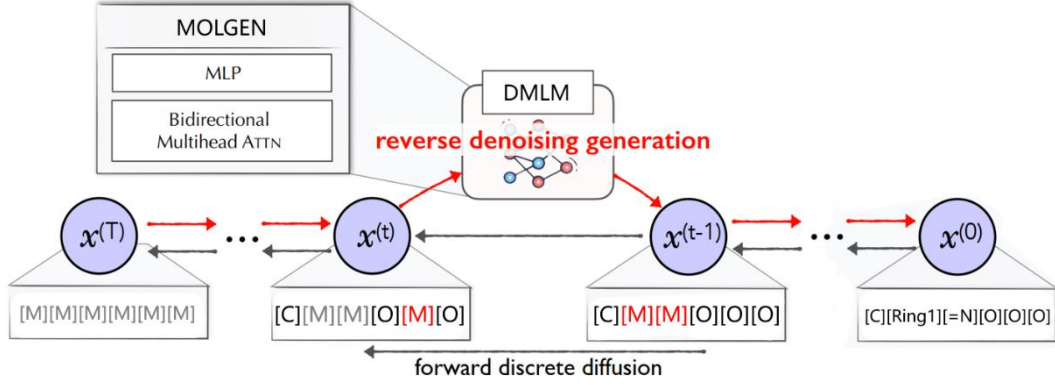 MOLGEN
MLP
Bidirectional
Multihead ATTN
DMLM
reverse denoising generation
x(T)
...
x(t)
x(t-1)
...
x(0)
[M][M][M][M][M][M]
[C][M][M][O][M][O]
[C][M][M][O][O][O]
[C][Ring1][=N][O][O][O]
forward discrete diffusion